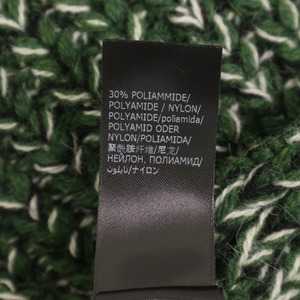 30% POLIAMMIDE/
POLYAMIDE / NYLON/
POLYAMIDE/poliamida/
POLYAMID ODER
NYLON/POLIAMIDA/
聚酰胺纤维/尼龙/
НЕЙЛОН, ПОЛИАМИД/
نايلون/ナイロン